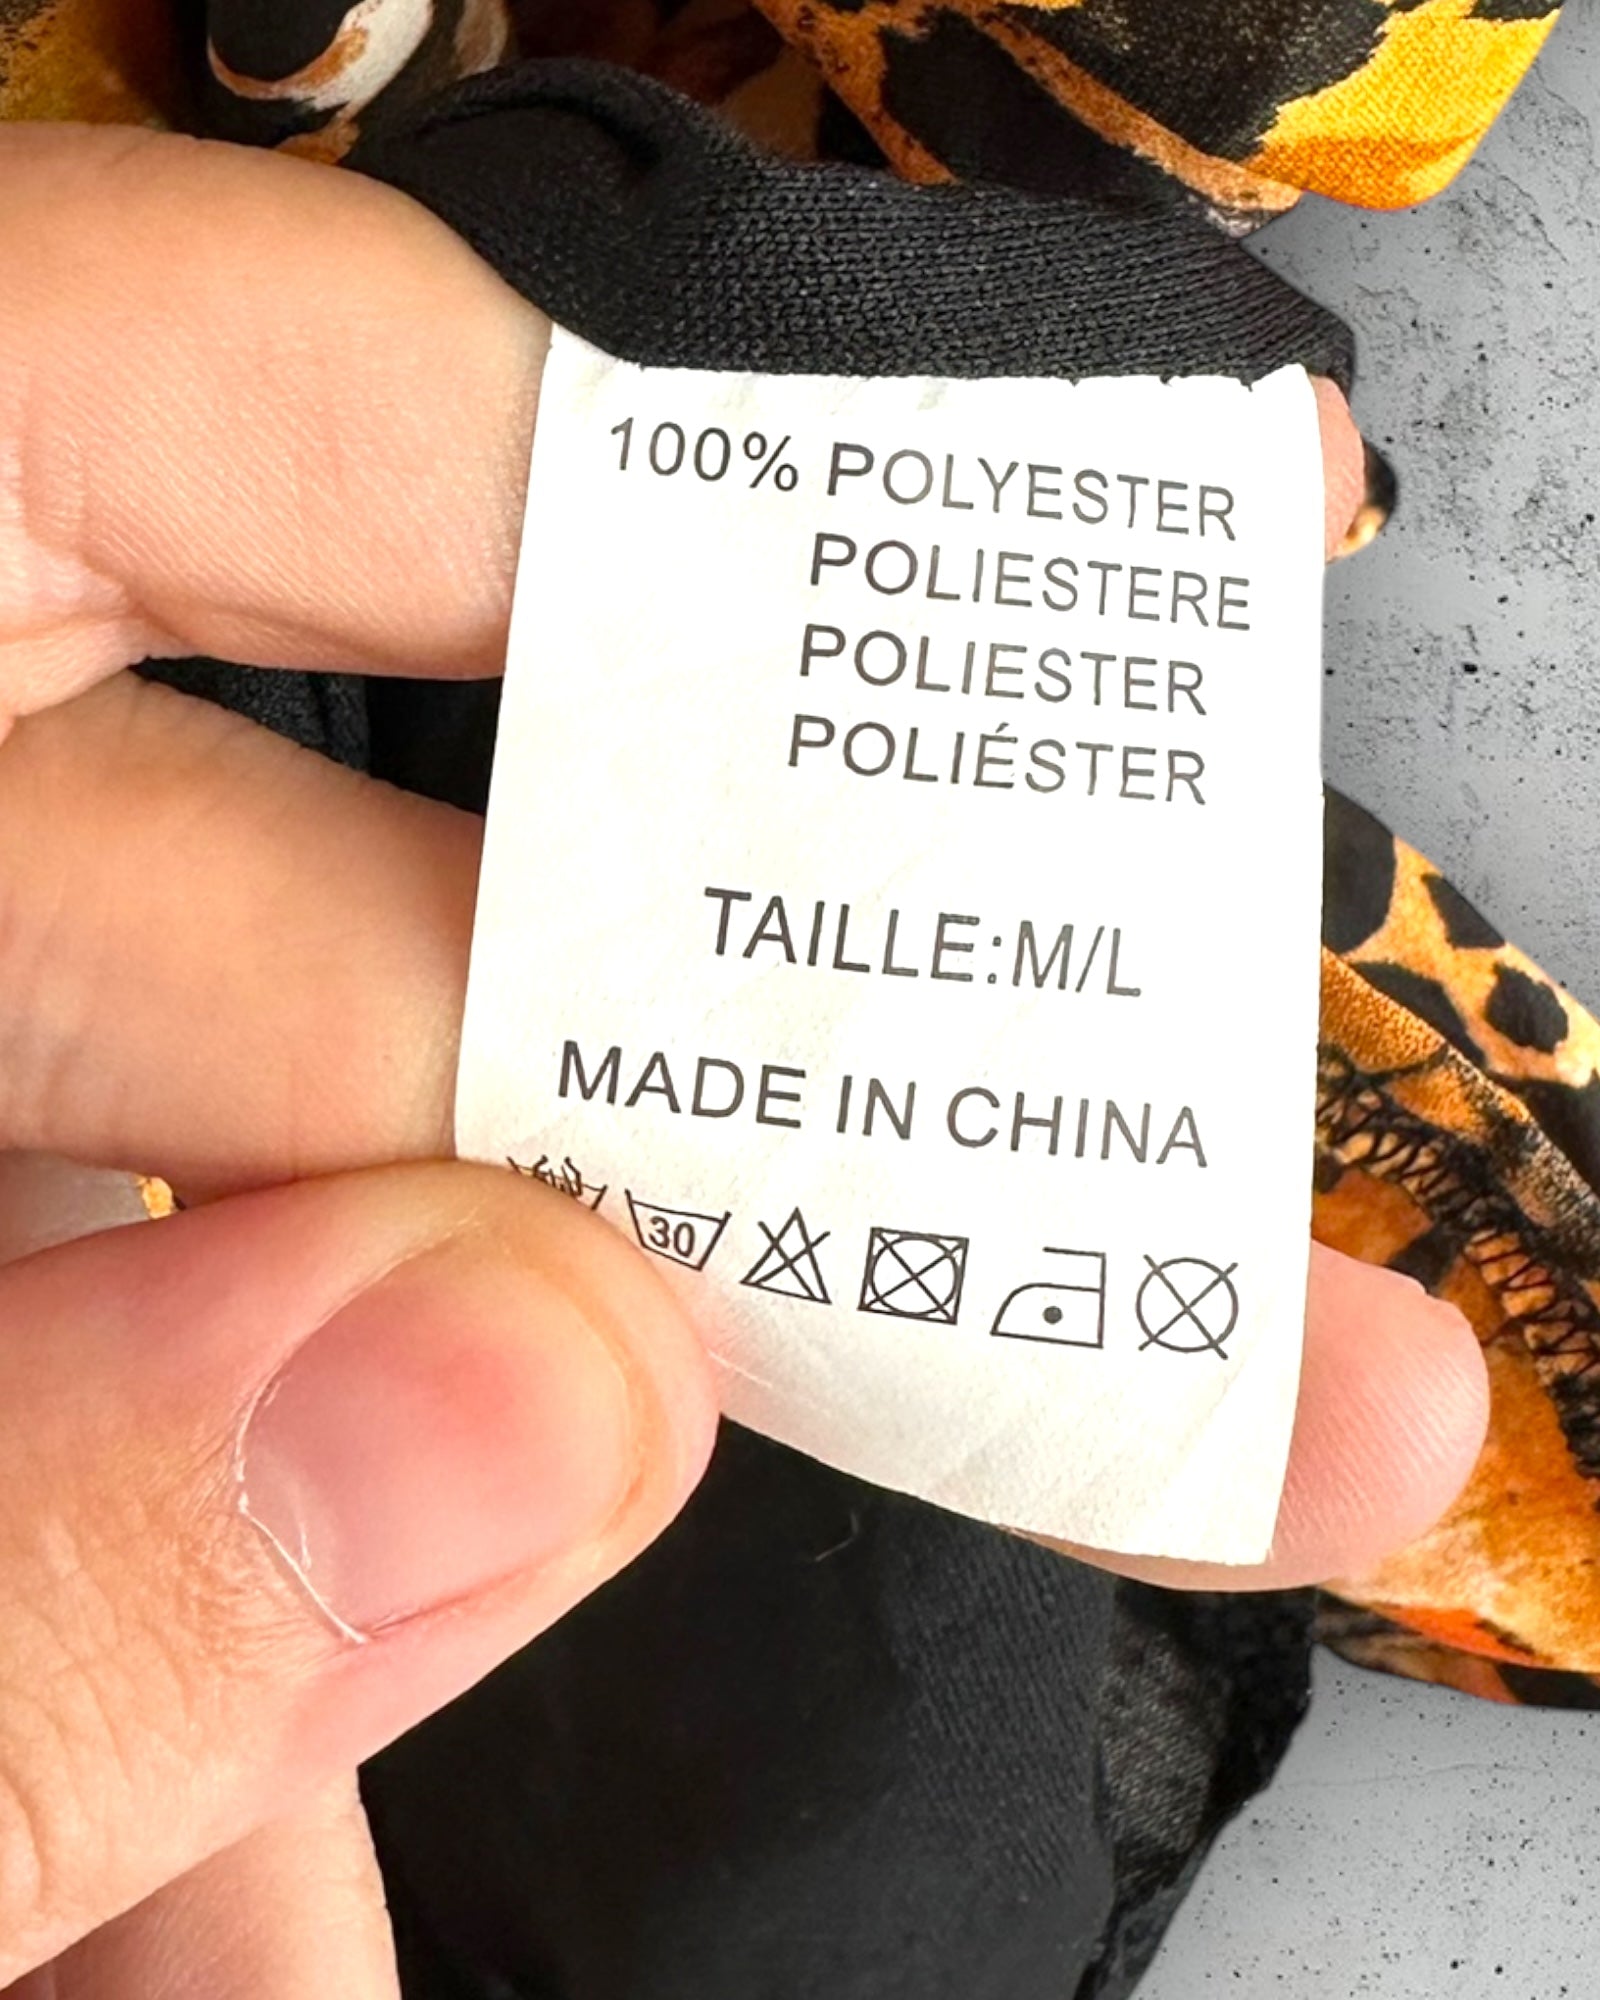 100% POLYESTER
POLIESTERE
POLIESTER
POLIÉSTER
TAILLE:M/L
MADE IN CHINA
30